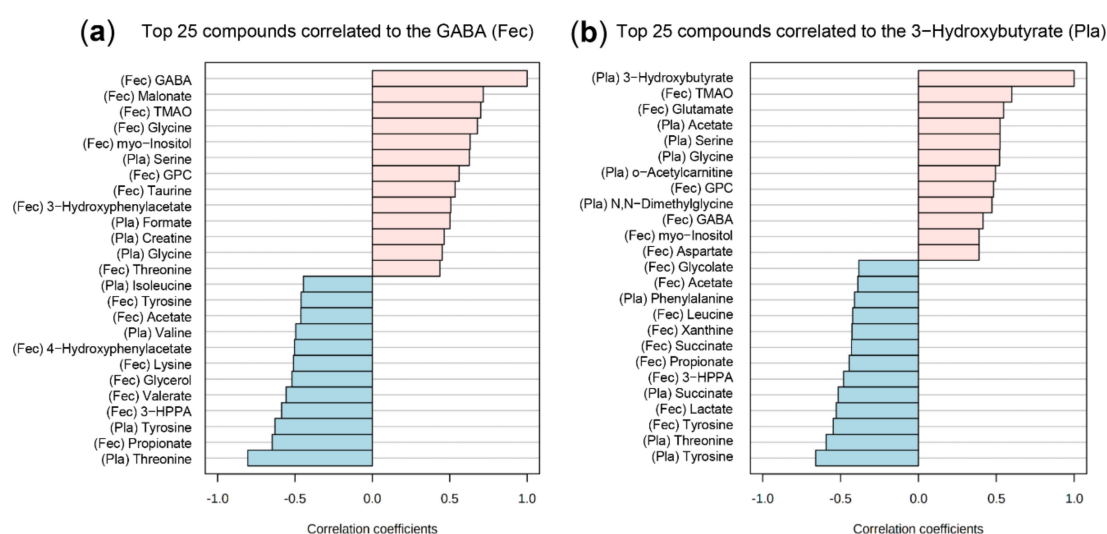 (a) Top 25 compounds correlated to the GABA (Fec)
(Fec) GABA
(Fec) Malonate
(Fec) TMAO
(Fec) Glycine
(Fec) myo−Inositol
(Pla) Serine
(Fec) GPC
(Fec) Taurine
(Fec) 3−Hydroxyphenylacetate
(Pla) Formate
(Pla) Creatine
(Pla) Glycine
(Fec) Threonine
(Pla) Isoleucine
(Fec) Tyrosine
(Fec) Acetate
(Pla) Valine
(Fec) 4−Hydroxyphenylacetate
(Fec) Lysine
(Fec) Glycerol
(Fec) Valerate
(Fec) 3−HPPA
(Pla) Tyrosine
(Fec) Propionate
(Pla) Threonine
-1.0 -0.5 0.0 0.5 1.0
Correlation coefficients
(b) Top 25 compounds correlated to the 3−Hydroxybutyrate (Pla)
(Pla) 3−Hydroxybutyrate
(Fec) TMAO
(Fec) Glutamate
(Pla) Acetate
(Pla) Serine
(Pla) Glycine
(Pla) o−Acetylcarnitine
(Fec) GPC
(Pla) N,N−Dimethylglycine
(Fec) GABA
(Fec) myo−Inositol
(Fec) Aspartate
(Fec) Glycolate
(Fec) Acetate
(Pla) Phenylalanine
(Fec) Leucine
(Fec) Xanthine
(Fec) Succinate
(Fec) Propionate
(Fec) 3−HPPA
(Pla) Succinate
(Fec) Lactate
(Fec) Tyrosine
(Pla) Threonine
(Pla) Tyrosine
-1.0 -0.5 0.0 0.5 1.0
Correlation coefficients